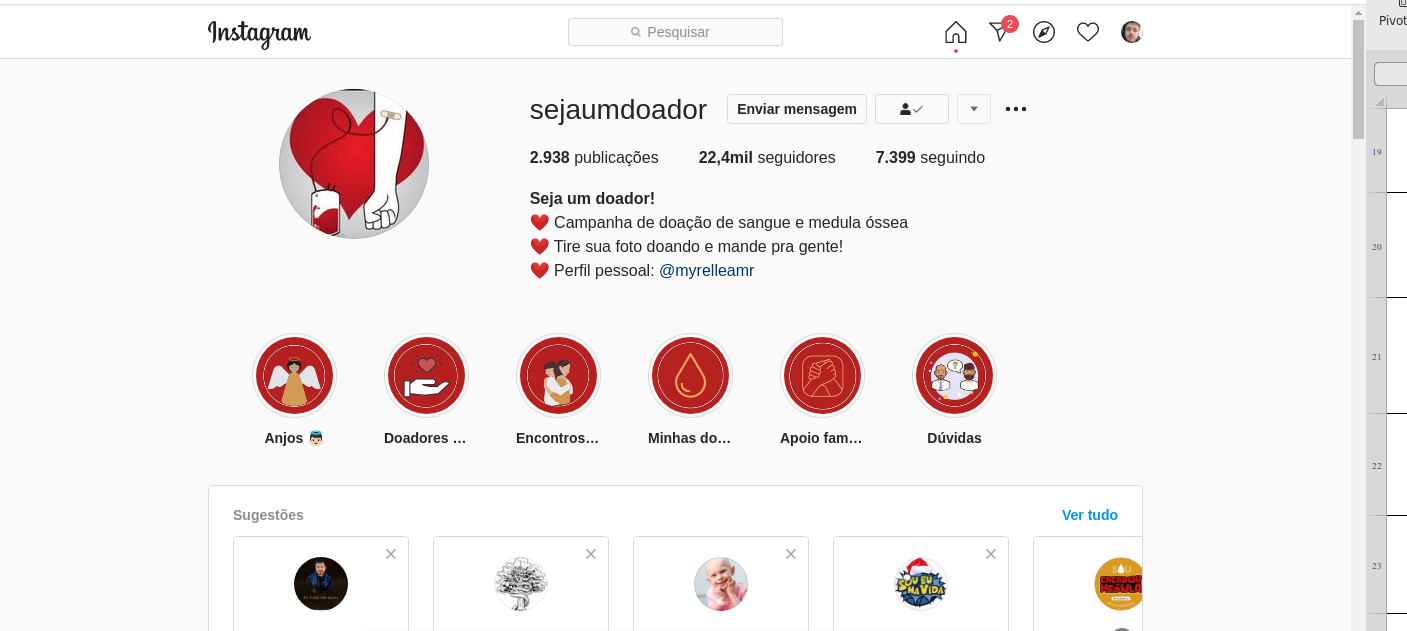 Instagram
Pesquisar
2
Pivot
sejaumdoador
Enviar mensagem
2.938 publicações 22,4mil seguidores 7.399 seguindo
Seja um doador!
❤️ Campanha de doação de sangue e medula óssea
❤️ Tire sua foto doando e mande pra gente!
❤️ Perfil pessoal: @myrelleamr
Anjos 👼🏻
Doadores ...
Encontros...
Minhas do...
Apoio fam...
Dúvidas
Sugestões
Ver tudo
SOU EU
NA VIDA
SOU
19
20
21
22
23